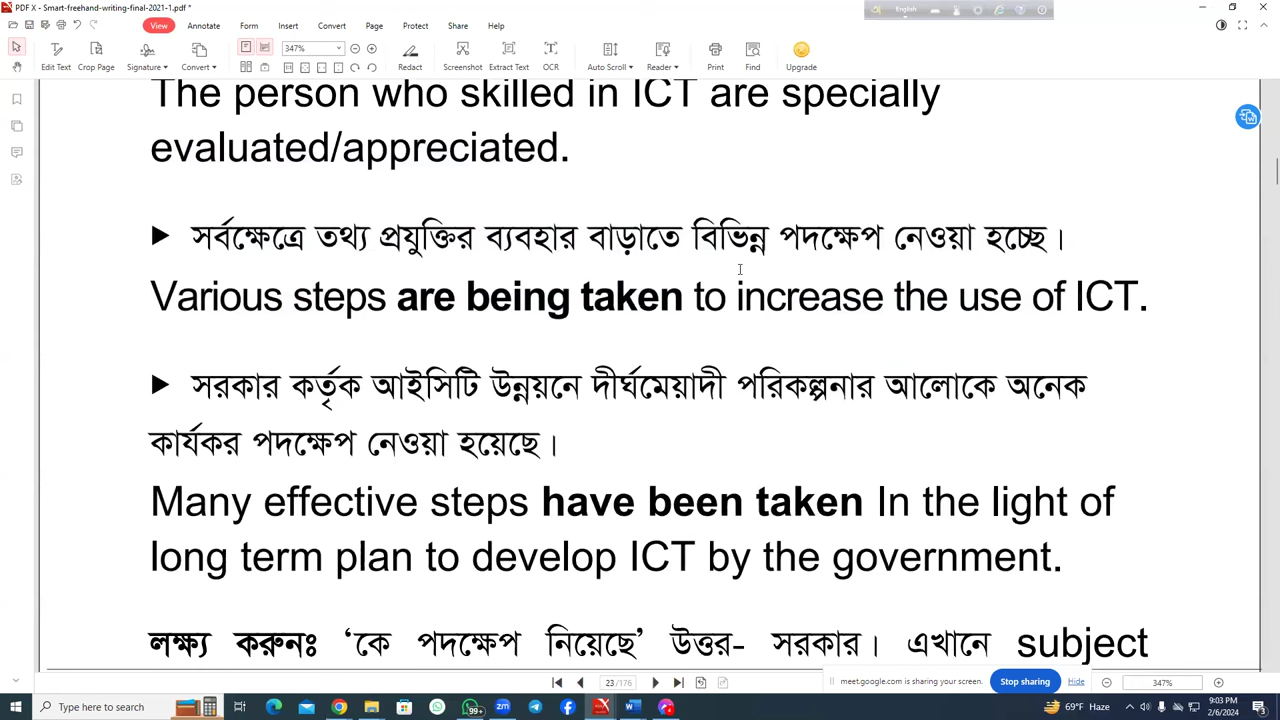 PDF X - Smart-freehand-writing-final-2021-1.pdf *
English
View Annotate Form Insert Convert Page Protect Share Help
347%
Edit Text Crop Page Signature Convert Redact Screenshot Extract Text OCR Auto Scroll Reader Print Find Upgrade
The person who skilled in ICT are specially
evaluated/appreciated.
সর্বক্ষেত্রে তথ্য প্রযুক্তির ব্যবহার বাড়াতে বিভিন্ন পদক্ষেপ নেওয়া হচ্ছে।
Various steps are being taken to increase the use of ICT.
সরকার কর্তৃক আইসিটি উন্নয়নে দীর্ঘমেয়াদী পরিকল্পনার আলোকে অনেক
কার্যকর পদক্ষেপ নেওয়া হয়েছে।
Many effective steps have been taken In the light of
long term plan to develop ICT by the government.
লক্ষ্য করুনঃ ‘কে পদক্ষেপ নিয়েছে’ উত্তর- সরকার। এখানে subject
23 /176
meet.google.com is sharing your screen. Stop sharing Hide
347%
Type here to search
99+
69°F Haze
9:03 PM
2/6/2024